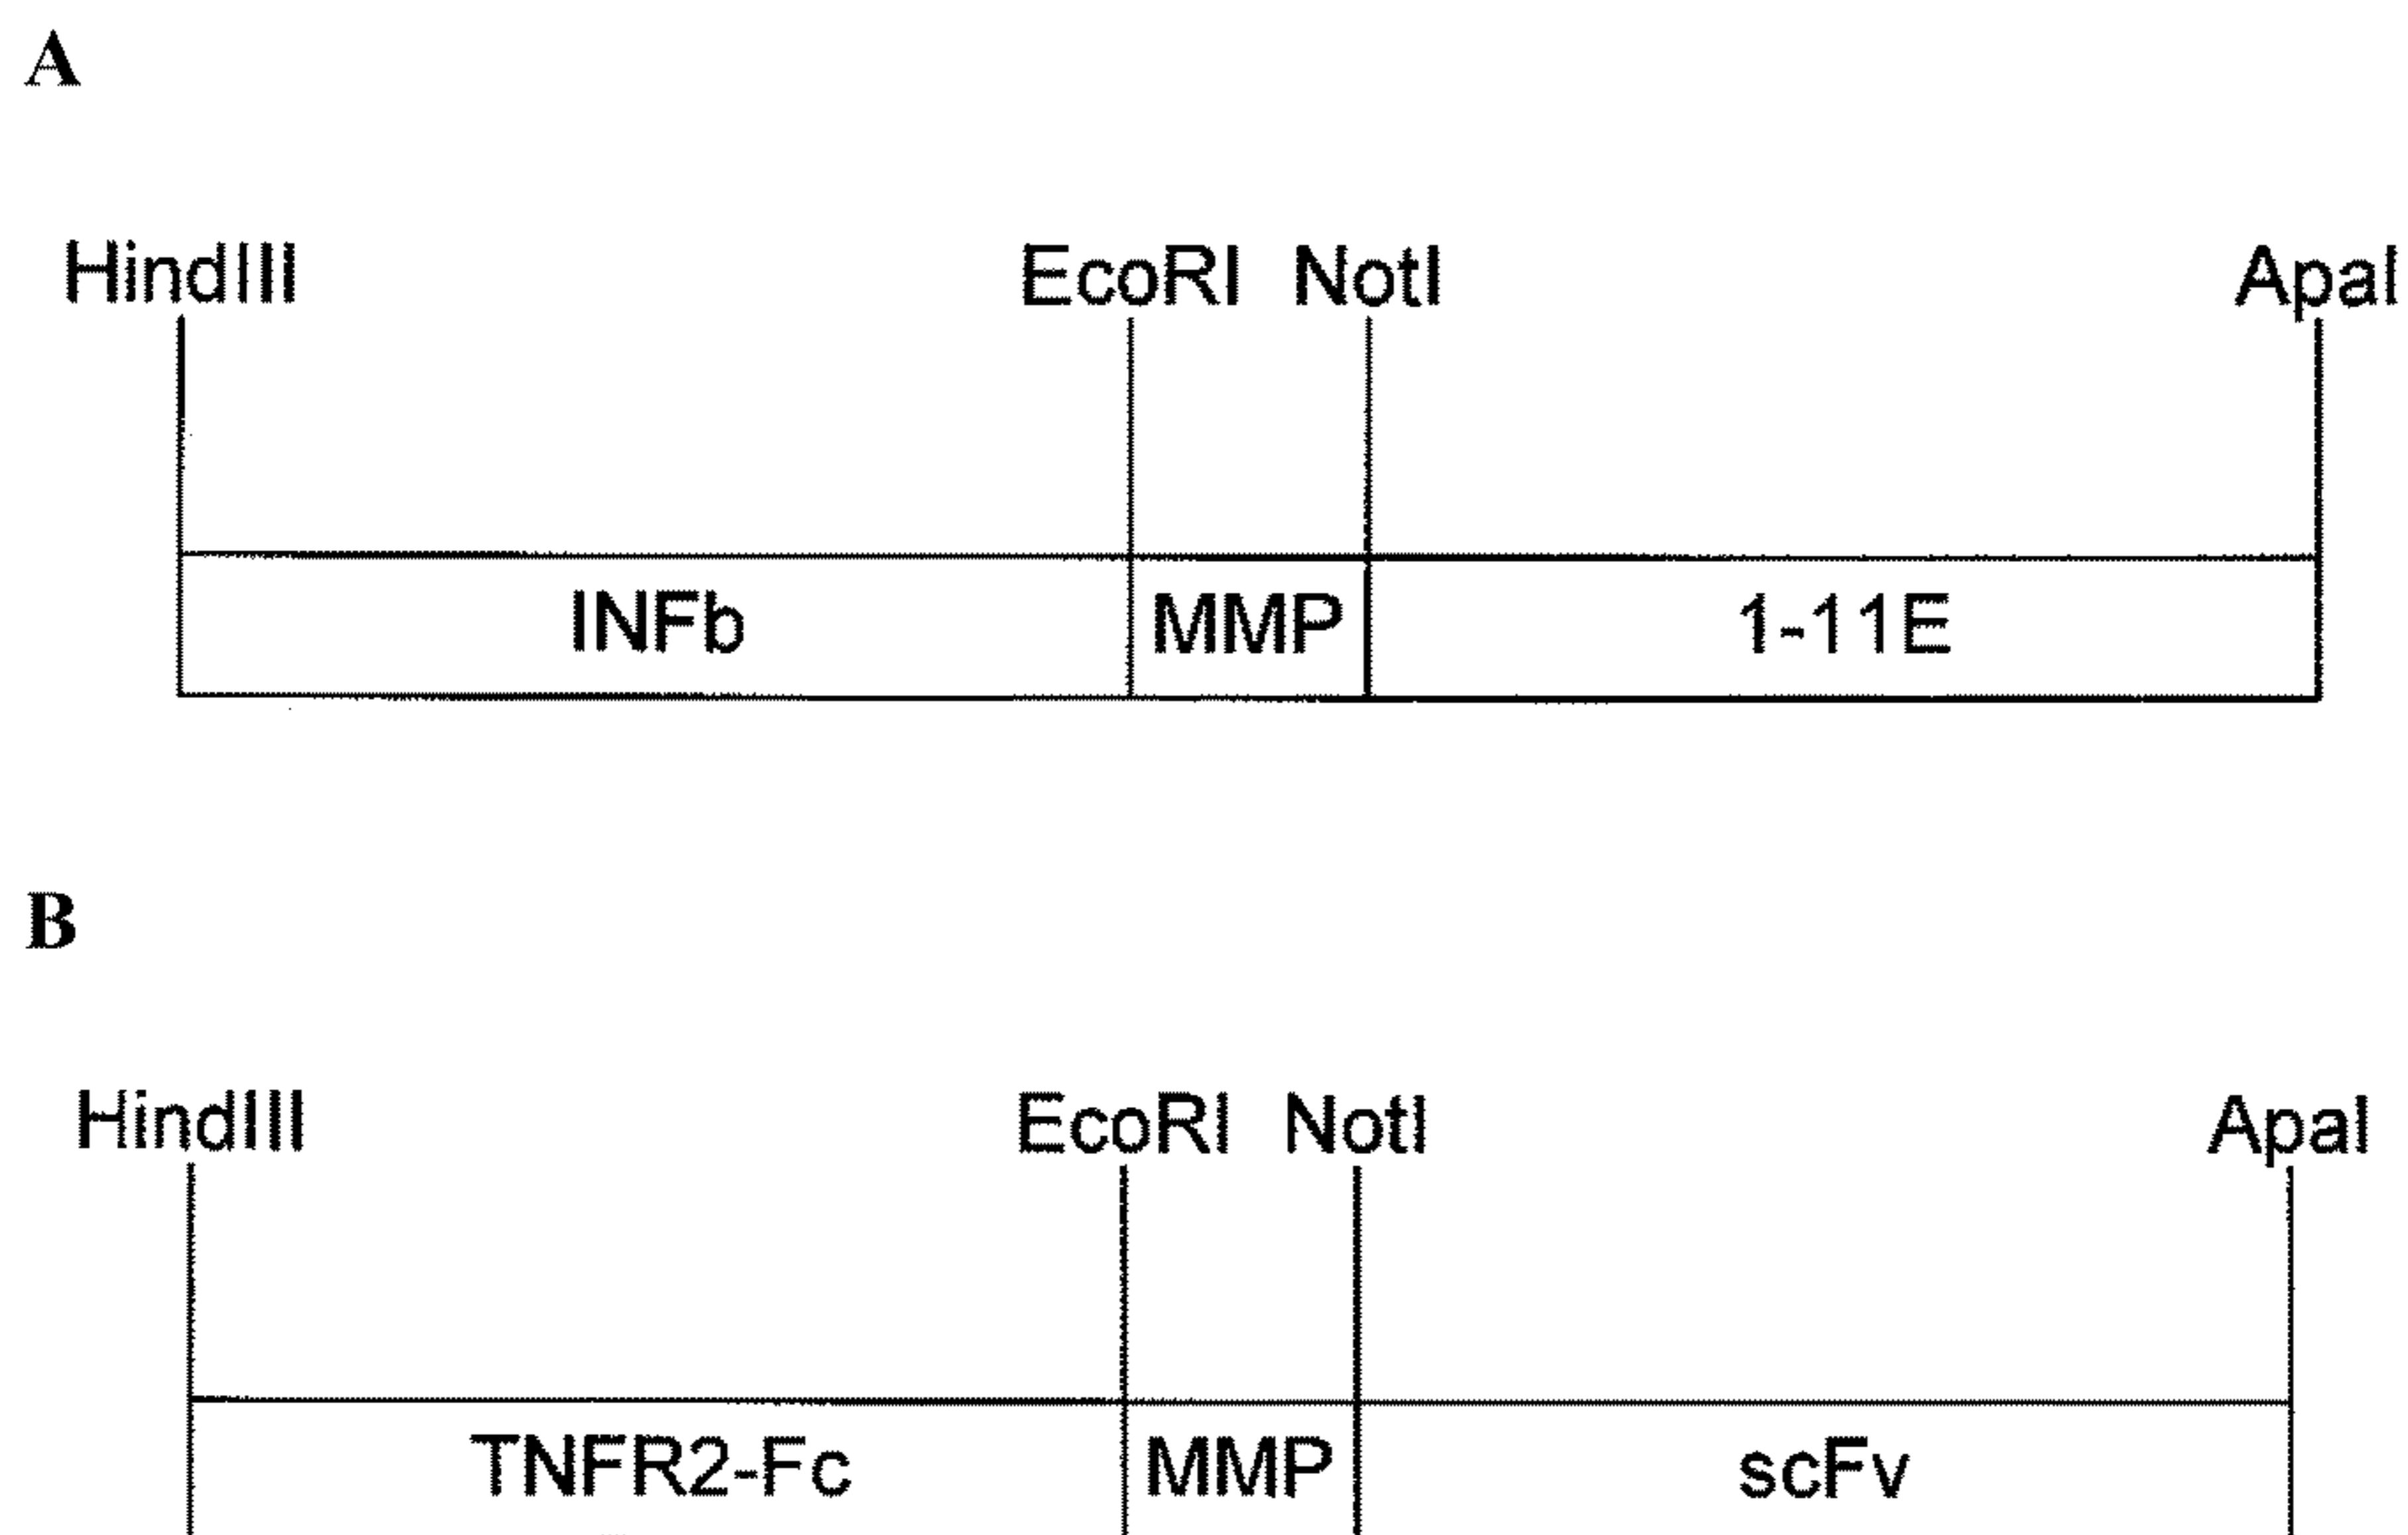 A
HindIII EcoRI NotI ApaI
INFb MMP 1-11E
B
HindIII EcoRI NotI ApaI
TNFR2-Fc MMP scFv